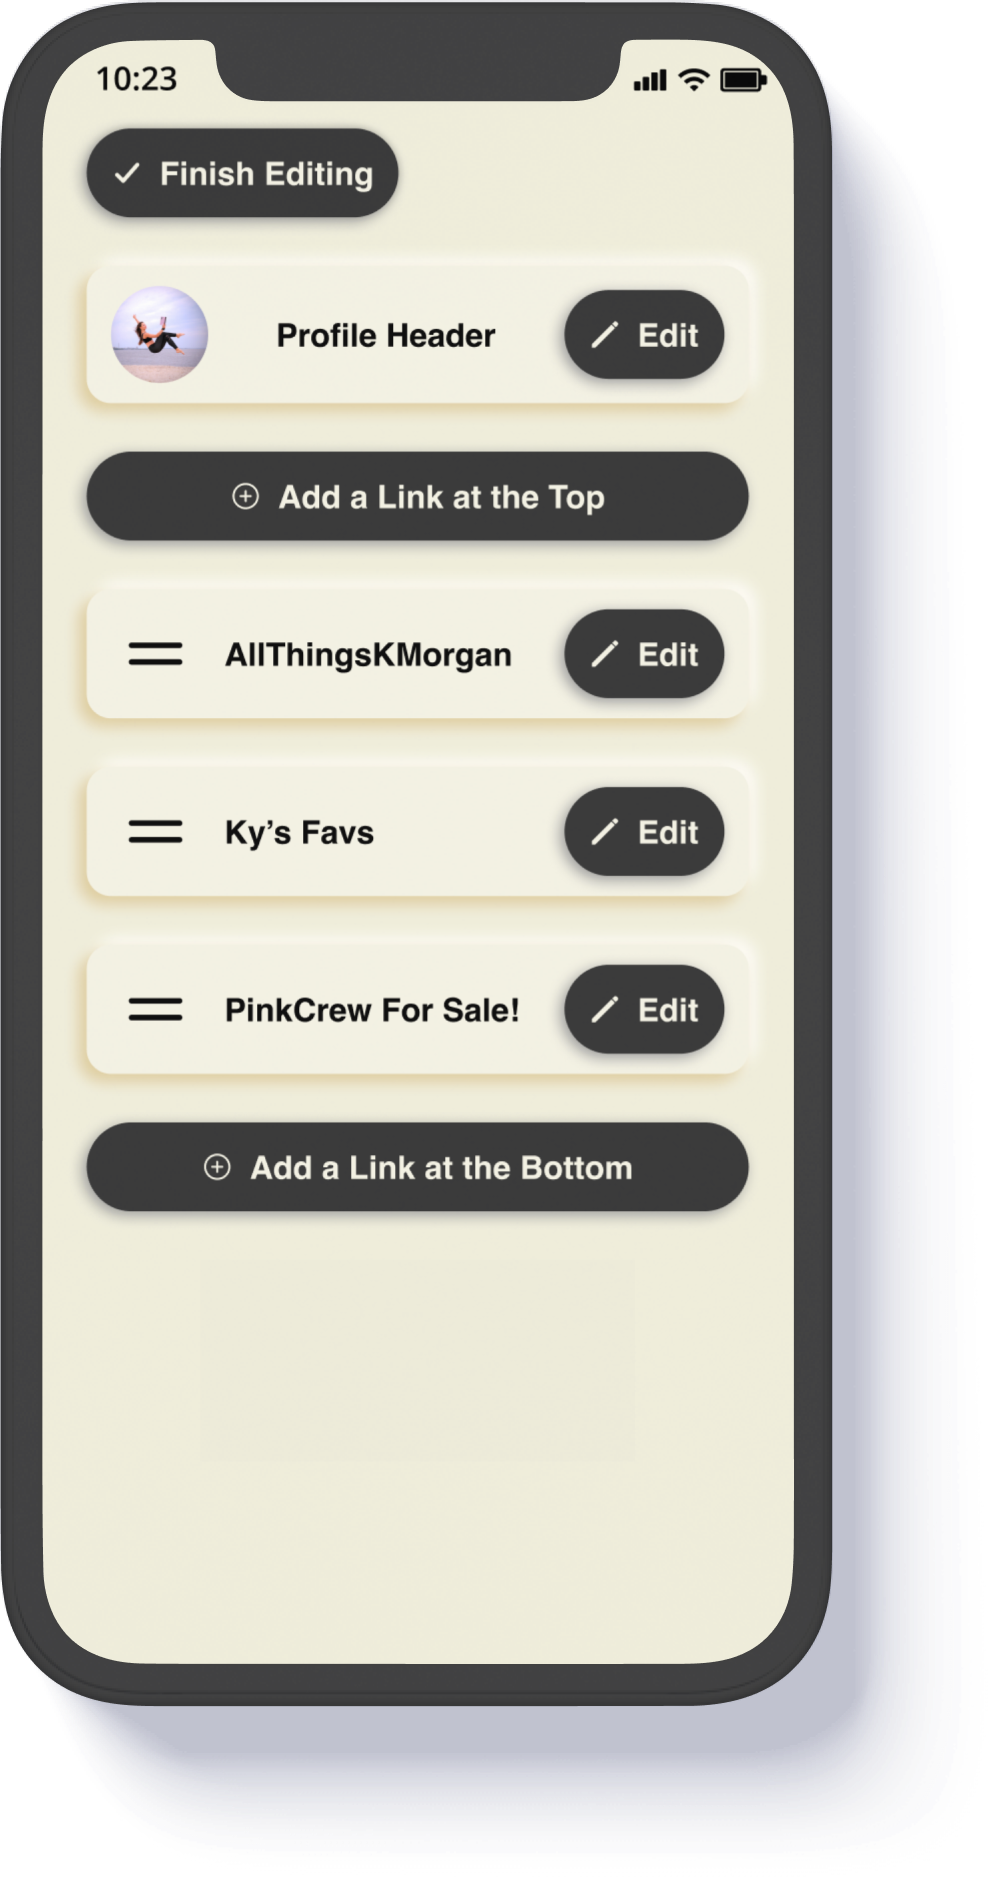 10:23
Finish Editing
Profile Header
Edit
Add a Link at the Top
AllThingsKMorgan
Edit
Ky’s Favs
Edit
PinkCrew For Sale!
Edit
Add a Link at the Bottom